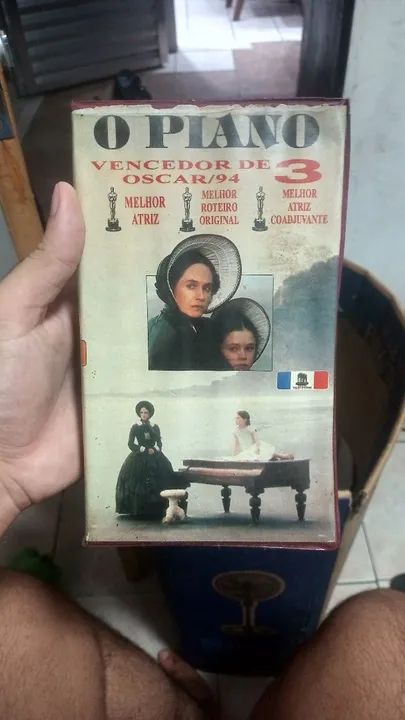 O PIANO
VENCEDOR DE 3
OSCAR/94
MELHOR
ATRIZ
MELHOR
ROTEIRO
ORIGINAL
MELHOR
ATRIZ
COADJUVANTE